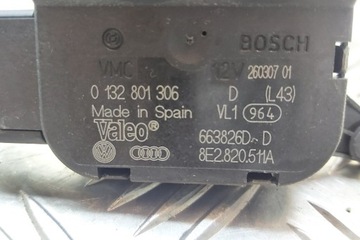 BOSCH
VMC 12V 260307 01
0 132 801 306 D (L43)
Made in Spain VL1 964
Valeo® 663826D-D
8E2.820.511A